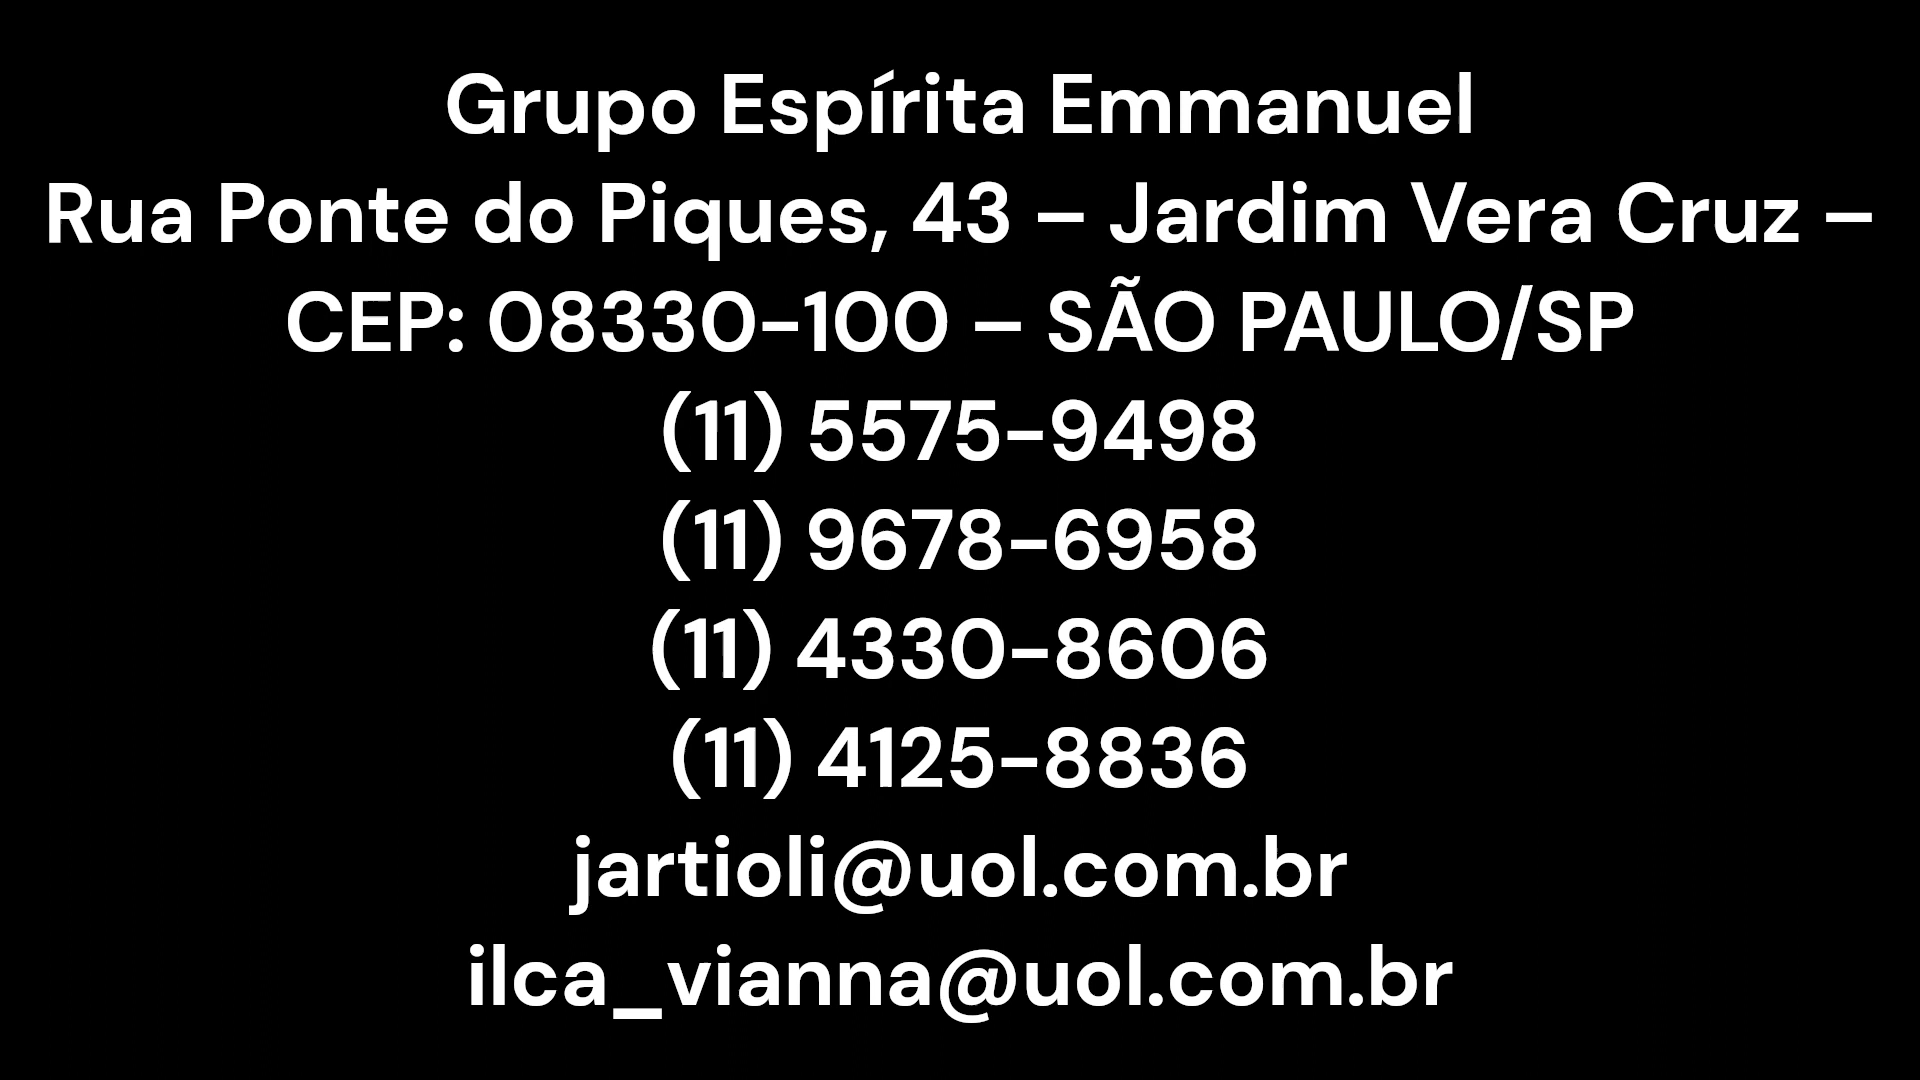 Grupo Espírita Emmanuel
Rua Ponte do Piques, 43 – Jardim Vera Cruz –
CEP: 08330-100 – SÃO PAULO/SP
(11) 5575-9498
(11) 9678-6958
(11) 4330-8606
(11) 4125-8836
jartioli@uol.com.br
ilca_vianna@uol.com.br